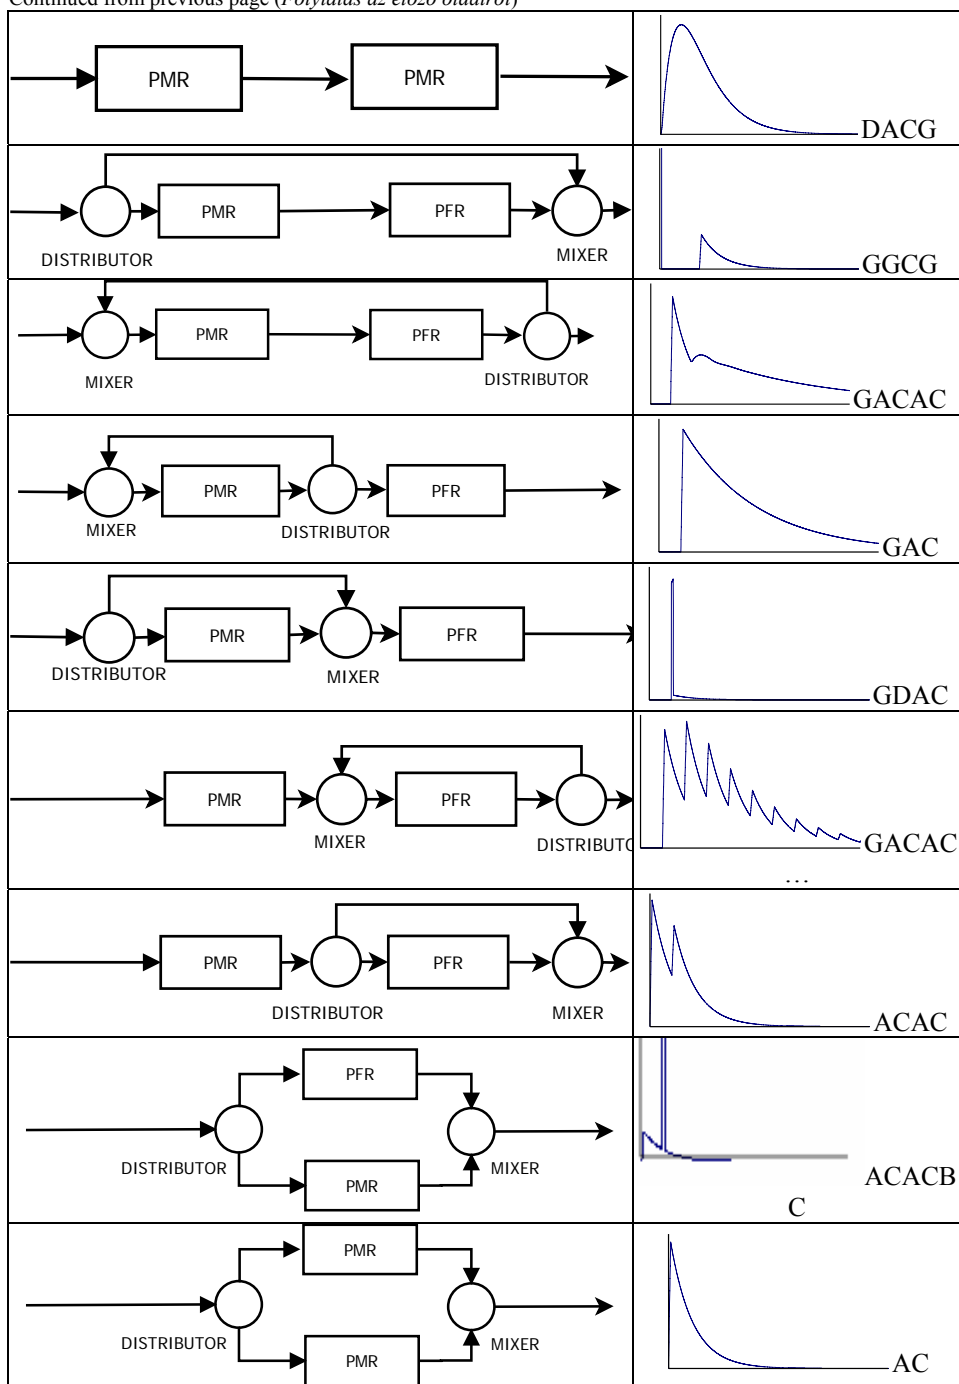 Continued from previous page (Folytatás az előző oldalról)
PMR PMR
DACG
PMR PFR
DISTRIBUTOR MIXER
GGCG
PMR PFR
MIXER DISTRIBUTOR
GACAC
PMR PFR
MIXER DISTRIBUTOR
GAC
PMR PFR
DISTRIBUTOR MIXER
GDAC
PMR PFR
MIXER DISTRIBUTO
GACAC
...
PMR PFR
DISTRIBUTOR MIXER
ACAC
PFR
DISTRIBUTOR MIXER
PMR
ACACB
C
PMR
DISTRIBUTOR MIXER
PMR
AC